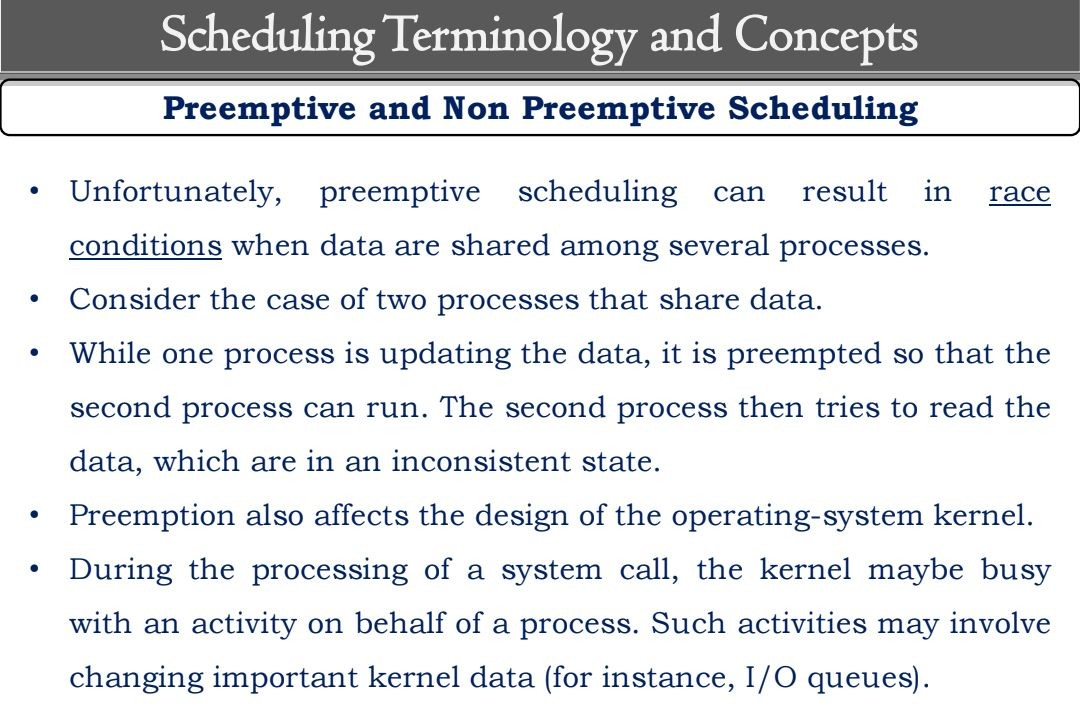 Scheduling Terminology and Concepts
Preemptive and Non Preemptive Scheduling
• Unfortunately, preemptive scheduling can result in race
conditions when data are shared among several processes.
• Consider the case of two processes that share data.
• While one process is updating the data, it is preempted so that the
second process can run. The second process then tries to read the
data, which are in an inconsistent state.
• Preemption also affects the design of the operating-system kernel.
• During the processing of a system call, the kernel maybe busy
with an activity on behalf of a process. Such activities may involve
changing important kernel data (for instance, I/O queues).